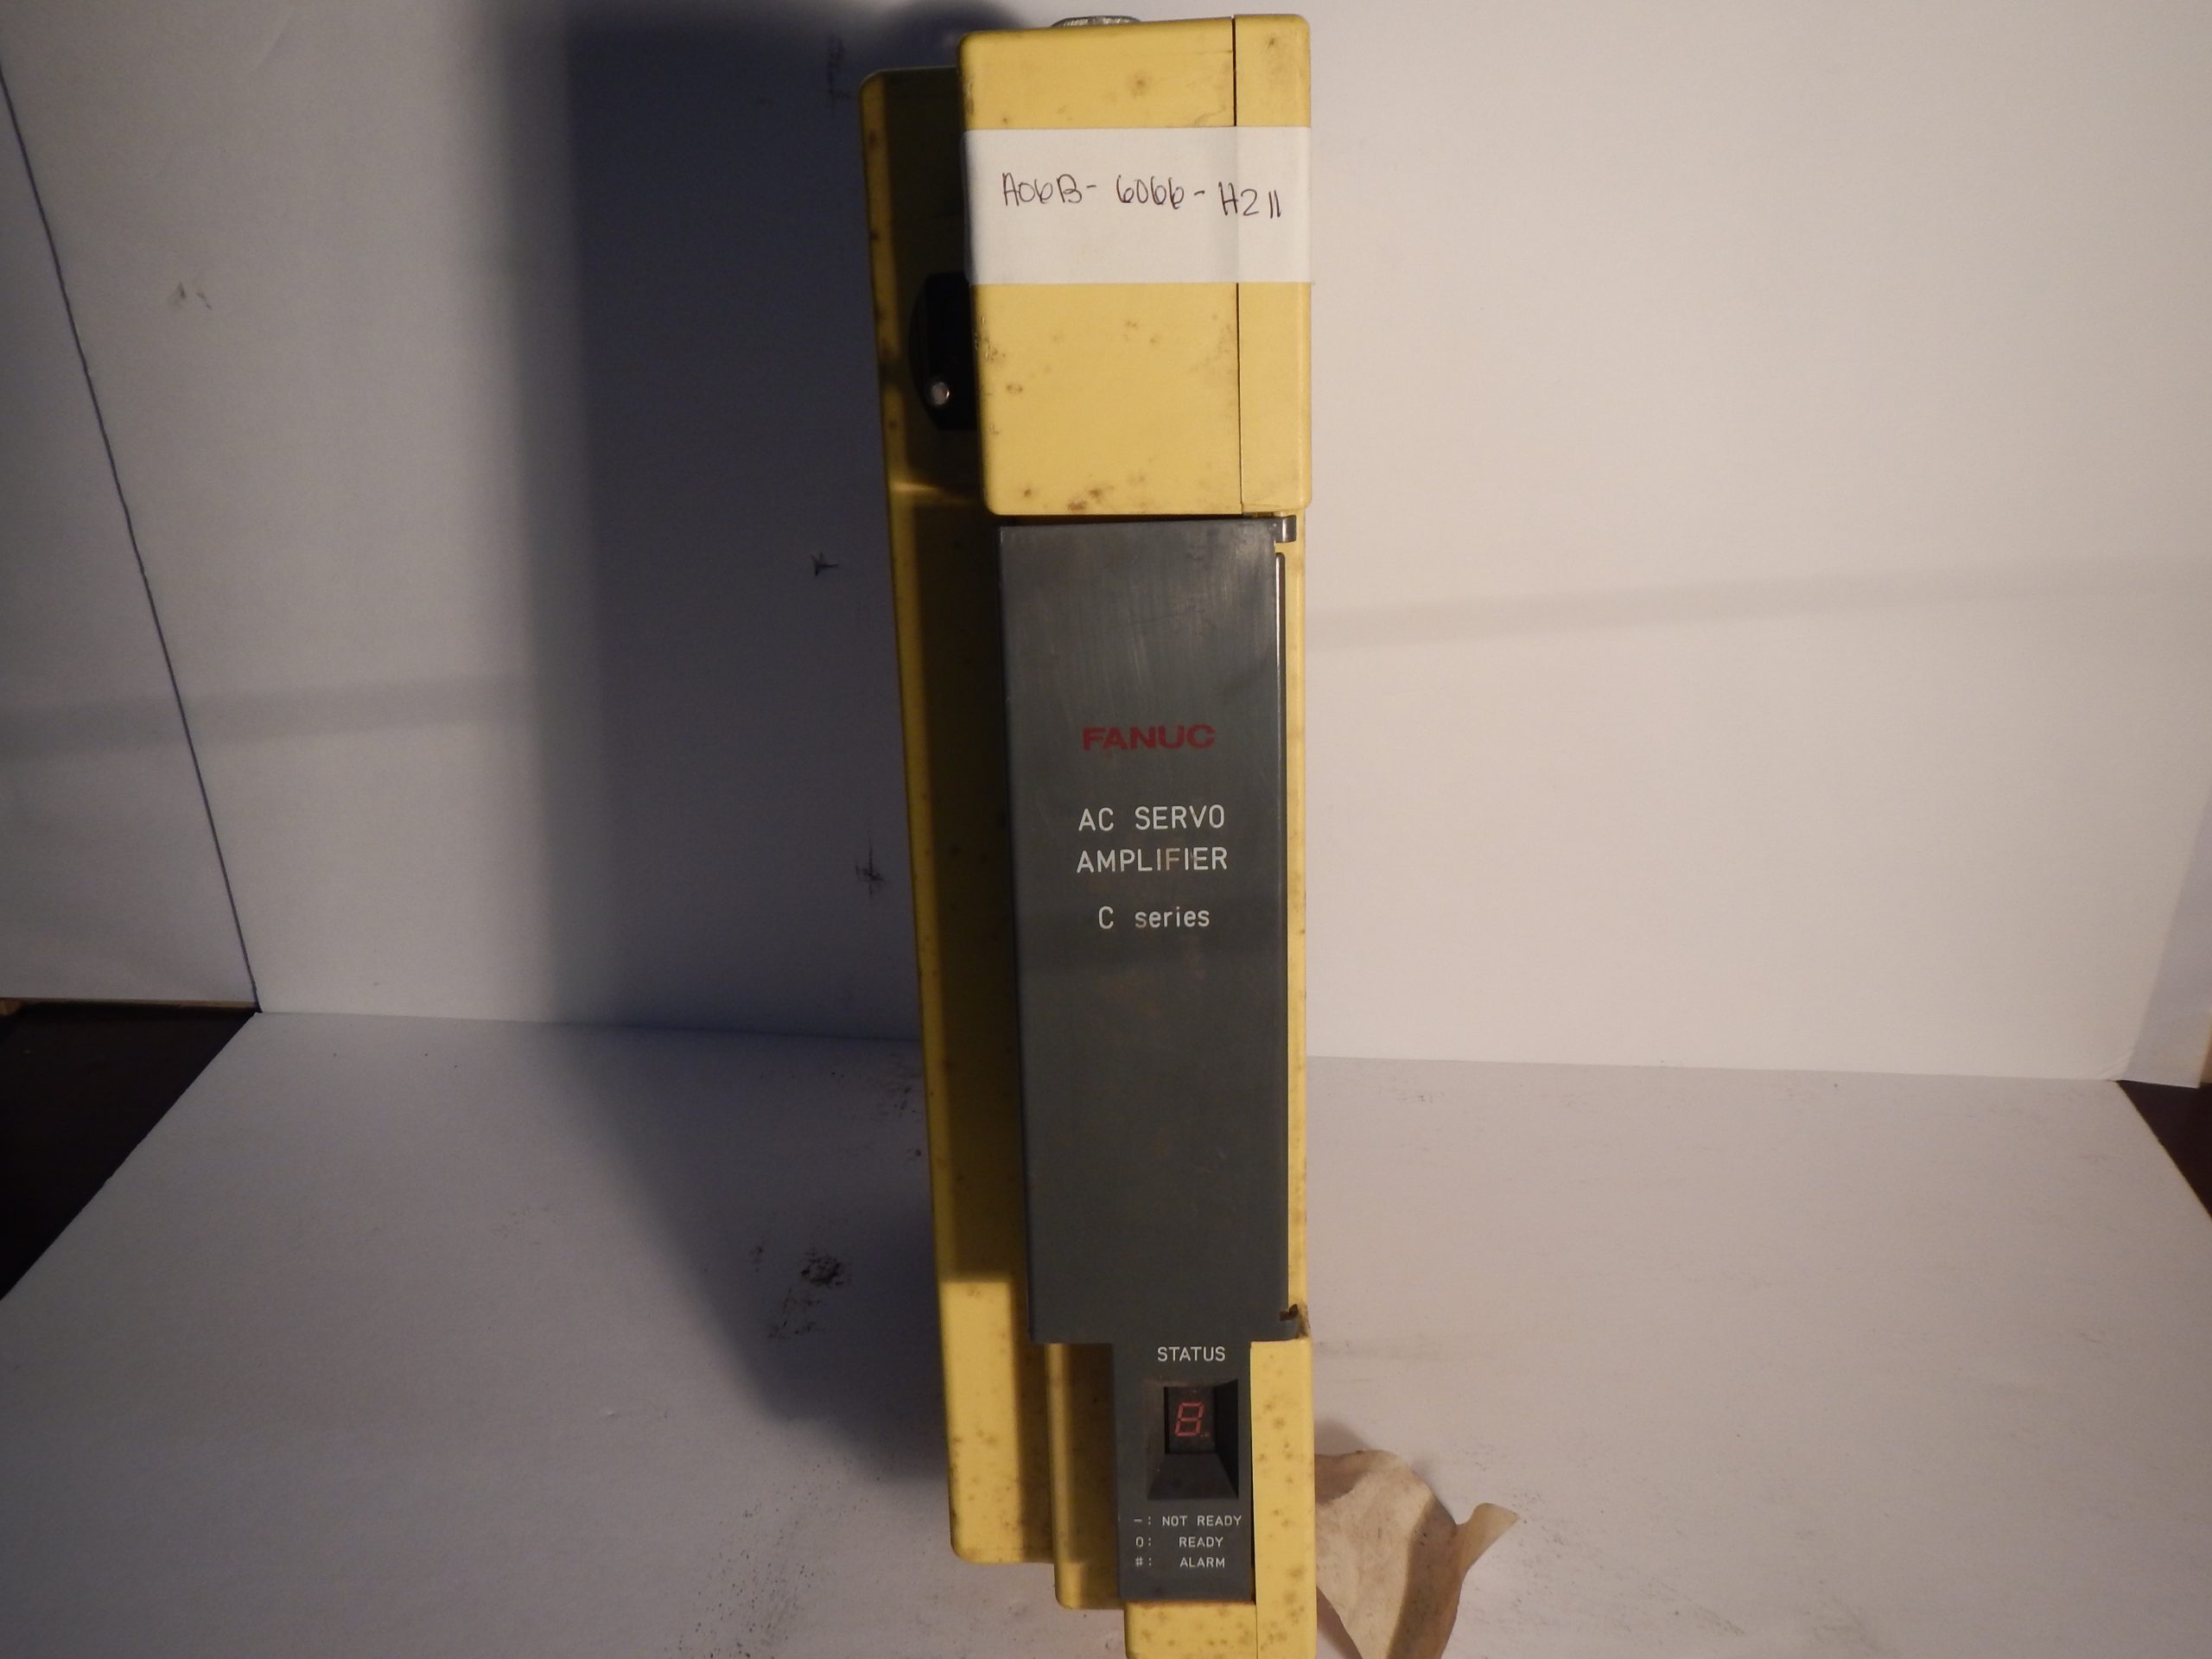 A06B-6066-H211
FANUC
AC SERVO
AMPLIFIER
C series
STATUS
8.
-: NOT READY
0: READY
#: ALARM